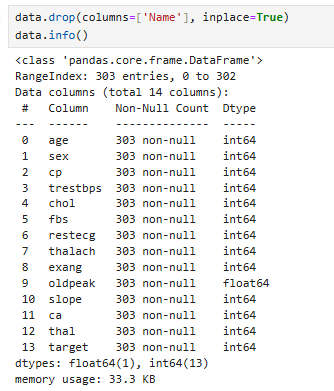 data.drop(columns=['Name'], inplace=True)
data.info()
<class 'pandas.core.frame.DataFrame'>
RangeIndex: 303 entries, 0 to 302
Data columns (total 14 columns):
 #   Column    Non-Null Count  Dtype
---  ------    --------------  -----
 0   age       303 non-null    int64
 1   sex       303 non-null    int64
 2   cp        303 non-null    int64
 3   trestbps  303 non-null    int64
 4   chol      303 non-null    int64
 5   fbs       303 non-null    int64
 6   restecg   303 non-null    int64
 7   thalach   303 non-null    int64
 8   exang     303 non-null    int64
 9   oldpeak   303 non-null    float64
 10  slope     303 non-null    int64
 11  ca        303 non-null    int64
 12  thal      303 non-null    int64
 13  target    303 non-null    int64
dtypes: float64(1), int64(13)
memory usage: 33.3 KB